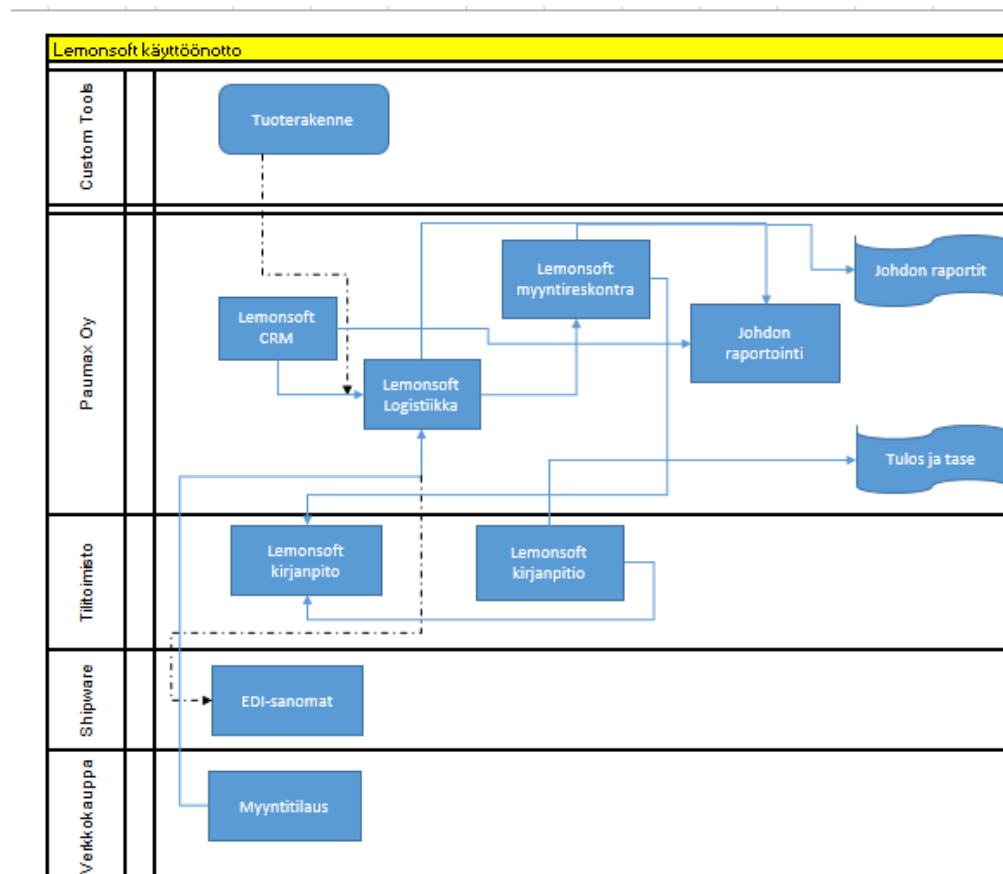 Lemonsoft käyttöönotto
Custom Tools
Tuoterakenne
Paumax Oy
Lemonsoft
myyntireskontra
Johdon raportit
Lemonsoft
CRM
Johdon
raportointi
Lemonsoft
Logistiikka
Tulos ja tase
Tilitoimisto
Lemonsoft
kirjanpito
Lemonsoft
kirjanpitio
Shipware
EDI-sanomat
Verkkokauppa
Myyntitilaus